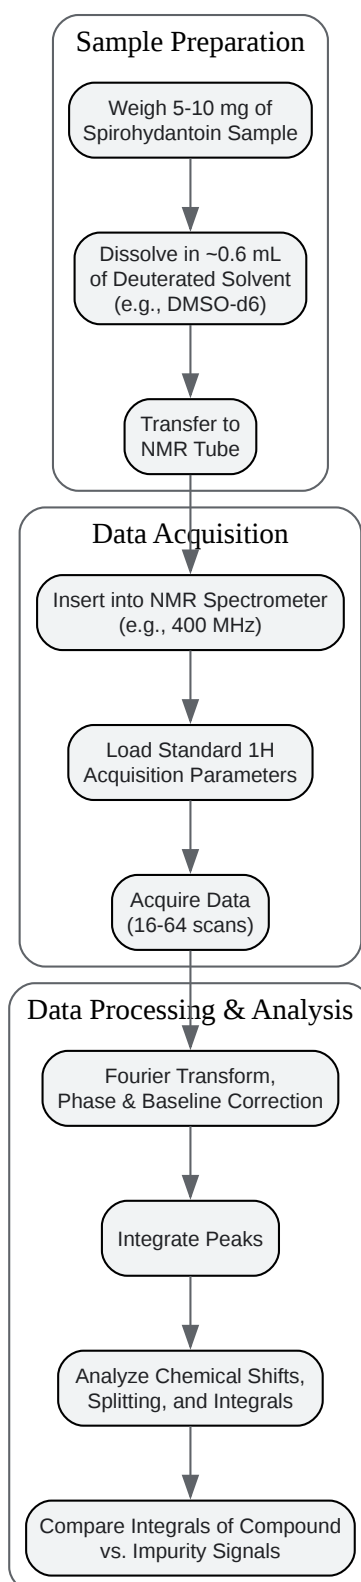 Sample Preparation
Weigh 5-10 mg of
Spirohydantoin Sample
Dissolve in ~0.6 mL
of Deuterated Solvent
(e.g., DMSO-d6)
Transfer to
NMR Tube
Data Acquisition
Insert into NMR Spectrometer
(e.g., 400 MHz)
Load Standard 1H
Acquisition Parameters
Acquire Data
(16-64 scans)
Data Processing & Analysis
Fourier Transform,
Phase & Baseline Correction
Integrate Peaks
Analyze Chemical Shifts,
Splitting, and Integrals
Compare Integrals of Compound
vs. Impurity Signals